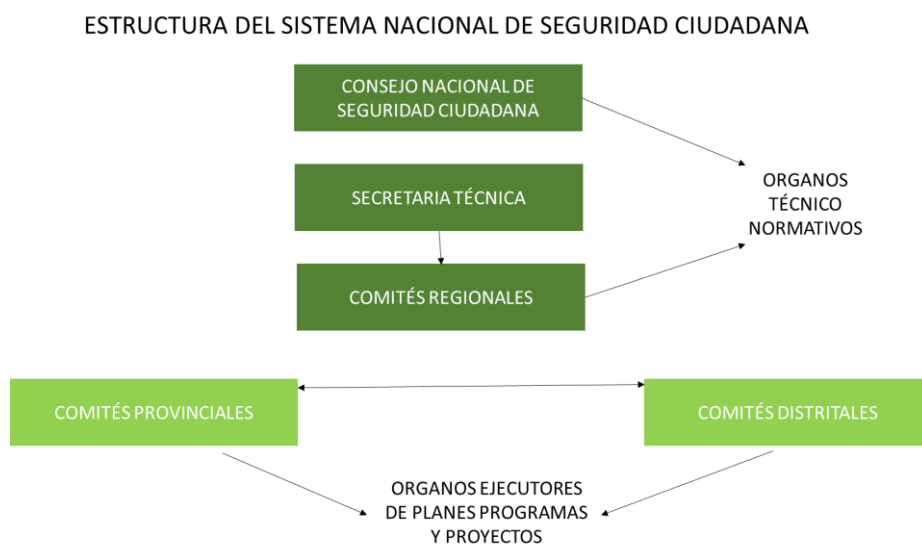 ESTRUCTURA DEL SISTEMA NACIONAL DE SEGURIDAD CIUDADANA
CONSEJO NACIONAL DE
SEGURIDAD CIUDADANA
SECRETARIA TÉCNICA
ORGANOS
TÉCNICO
NORMATIVOS
COMITÉS REGIONALES
COMITÉS PROVINCIALES
COMITÉS DISTRITALES
ORGANOS EJECUTORES
DE PLANES PROGRAMAS
Y PROYECTOS